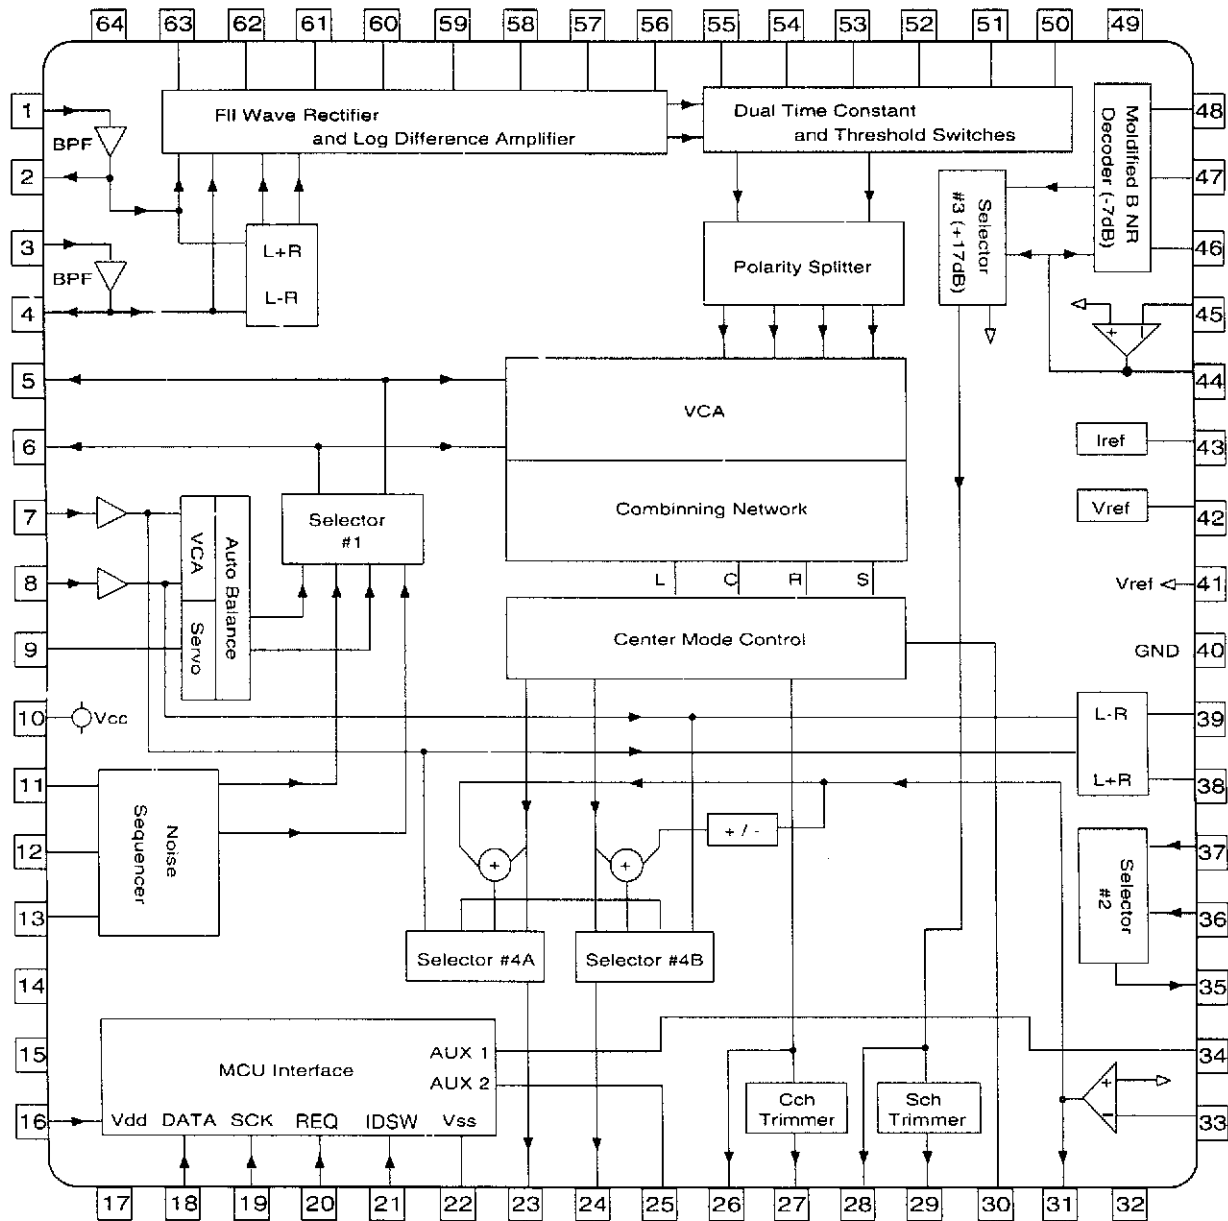 64 63 62 61 60 59 58 57 56 55 54 53 52 51 50 49
1
2
3
4
5
6
7
8
9
10
11
12
13
14
15
16
BPF
BPF
FII Wave Rectifier
and Log Difference Amplifier
Dual Time Constant
and Threshold Switches
Moldified B NR
Decoder (-7dB)
Selector
#3 (+17dB)
L+R
L-R
Polarity Splitter
+ -
VCA
Combinning Network
Iref
Vref
Vref
GND
Selector
#1
VCA
Servo
Auto Balance
L C R S
Center Mode Control
Vcc
L-R
L+R
Noise
Sequencer
+ / -
+
+
Selector
#2
Selector #4A
Selector #4B
AUX 1
MCU Interface
AUX 2
Vdd DATA SCK REQ IDSW Vss
Cch
Trimmer
Sch
Trimmer
+
-
48
47
46
45
44
43
42
41
40
39
38
37
36
35
34
33
17 18 19 20 21 22 23 24 25 26 27 28 29 30 31 32